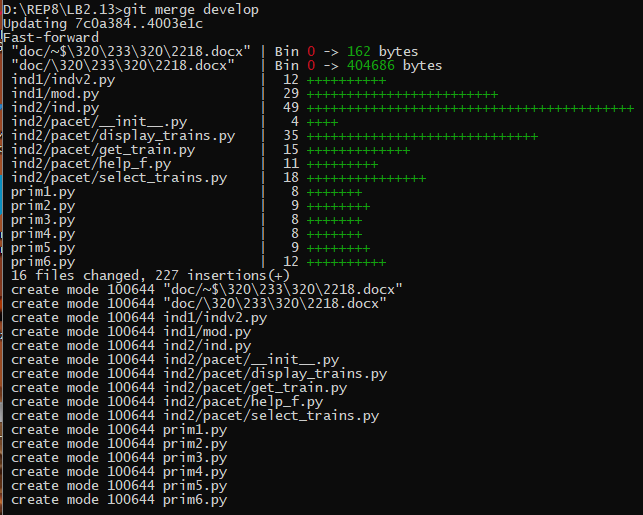 D:\REP8\LB2.13>git merge develop
Updating 7c0a384..4003e1c
Fast-forward
"doc/~$\320\233\320\2218.docx" | Bin 0 -> 162 bytes
"doc/\320\233\320\2218.docx" | Bin 0 -> 404686 bytes
ind1/indv2.py | 12 ++++++++++
ind1/mod.py | 29 ++++++++++++++++++++++++
ind2/ind.py | 49 +++++++++++++++++++++++++++++++++++++++++
ind2/pacet/__init__.py | 4 ++++
ind2/pacet/display_trains.py | 35 +++++++++++++++++++++++++++++
ind2/pacet/get_train.py | 15 +++++++++++++
ind2/pacet/help_f.py | 11 +++++++++
ind2/pacet/select_trains.py | 18 +++++++++++++++
prim1.py | 8 +++++++
prim2.py | 9 ++++++++
prim3.py | 8 +++++++
prim4.py | 8 +++++++
prim5.py | 9 ++++++++
prim6.py | 12 ++++++++++
16 files changed, 227 insertions(+)
create mode 100644 "doc/~$\320\233\320\2218.docx"
create mode 100644 "doc/\320\233\320\2218.docx"
create mode 100644 ind1/indv2.py
create mode 100644 ind1/mod.py
create mode 100644 ind2/ind.py
create mode 100644 ind2/pacet/__init__.py
create mode 100644 ind2/pacet/display_trains.py
create mode 100644 ind2/pacet/get_train.py
create mode 100644 ind2/pacet/help_f.py
create mode 100644 ind2/pacet/select_trains.py
create mode 100644 prim1.py
create mode 100644 prim2.py
create mode 100644 prim3.py
create mode 100644 prim4.py
create mode 100644 prim5.py
create mode 100644 prim6.py